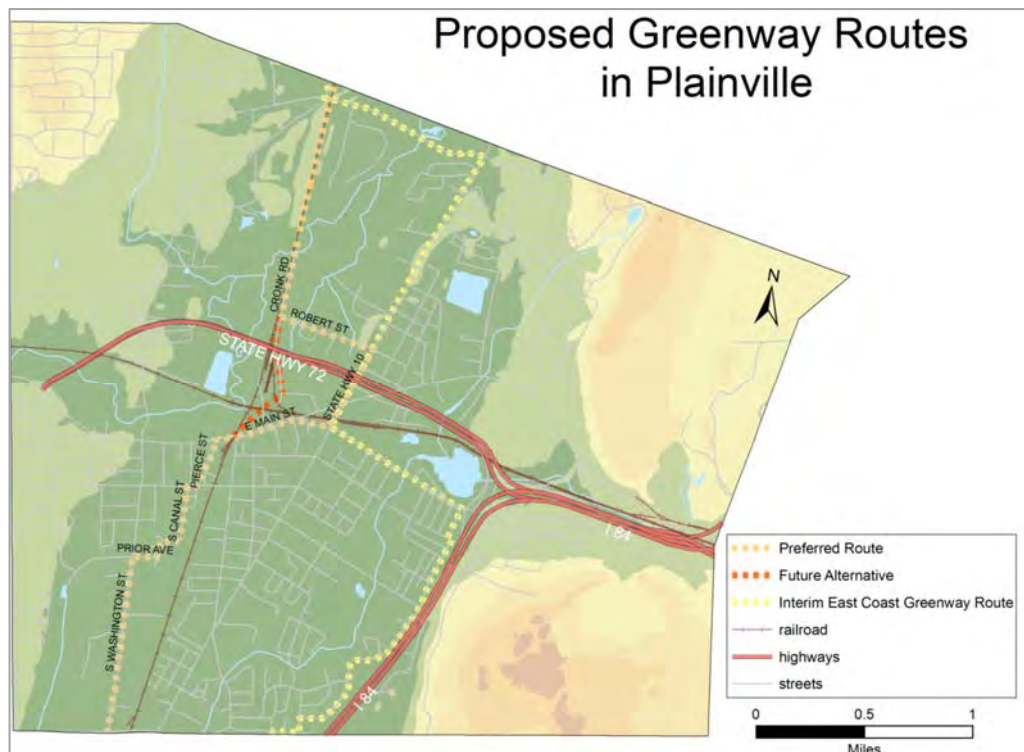 Proposed Greenway Routes
in Plainville
N
CRONK RD
ROBERT ST
STATE HWY 72
STATE HWY 10
E MAIN ST
PIERCE ST
S CANAL ST
PRIOR AVE
S WASHINGTON ST
I 84
I 84
Preferred Route
Future Alternative
Interim East Coast Greenway Route
railroad
highways
streets
0 0.5 1
Miles